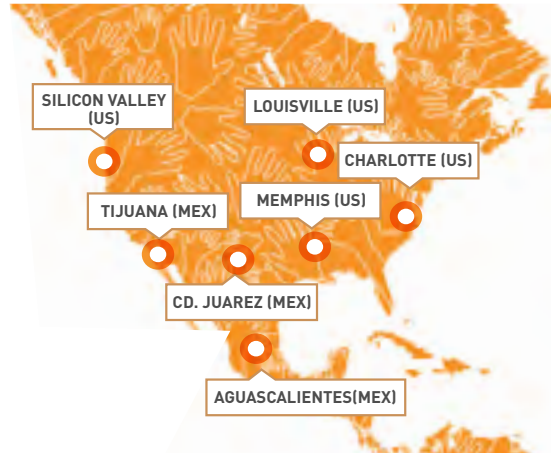 SILICON VALLEY
(US)
LOUISVILLE (US)
CHARLOTTE (US)
MEMPHIS (US)
TIJUANA (MEX)
CD. JUAREZ (MEX)
AGUASCALIENTES(MEX)